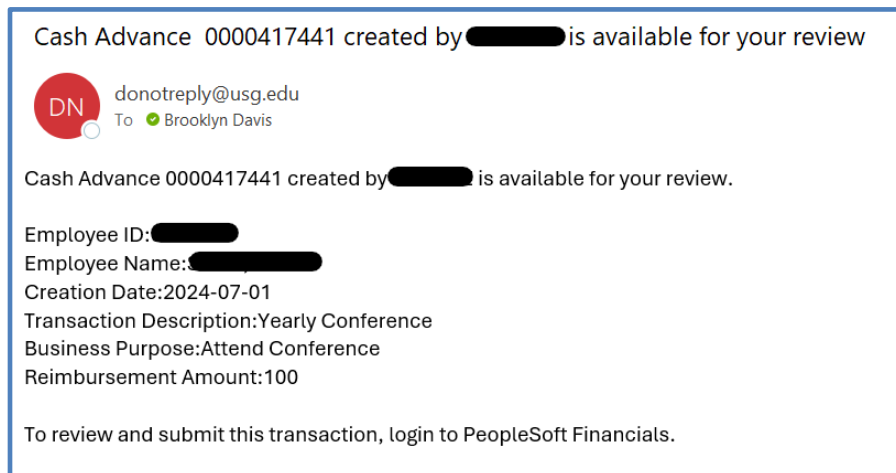 Cash Advance 0000417441 created by is available for your review
DN
donotreply@usg.edu
To Brooklyn Davis
Cash Advance 0000417441 created by is available for your review.
Employee ID:
Employee Name:
Creation Date:2024-07-01
Transaction Description:Yearly Conference
Business Purpose:Attend Conference
Reimbursement Amount:100
To review and submit this transaction, login to PeopleSoft Financials.